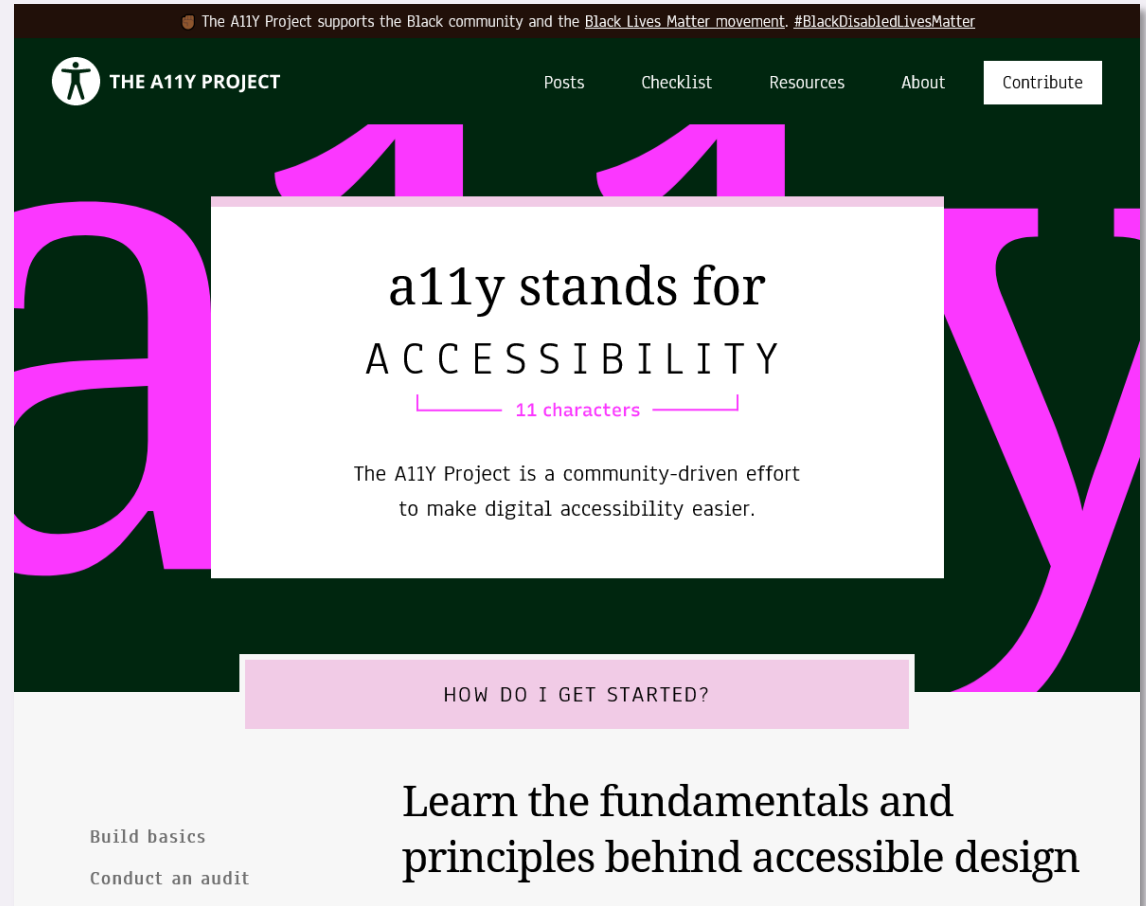 ✊🏾 The A11Y Project supports the Black community and the Black Lives Matter movement. #BlackDisabledLivesMatter
THE A11Y PROJECT
Posts Checklist Resources About Contribute
a11y
a11y stands for
ACCESSIBILITY
11 characters
The A11Y Project is a community-driven effort
to make digital accessibility easier.
HOW DO I GET STARTED?
Build basics
Conduct an audit
Learn the fundamentals and
principles behind accessible design